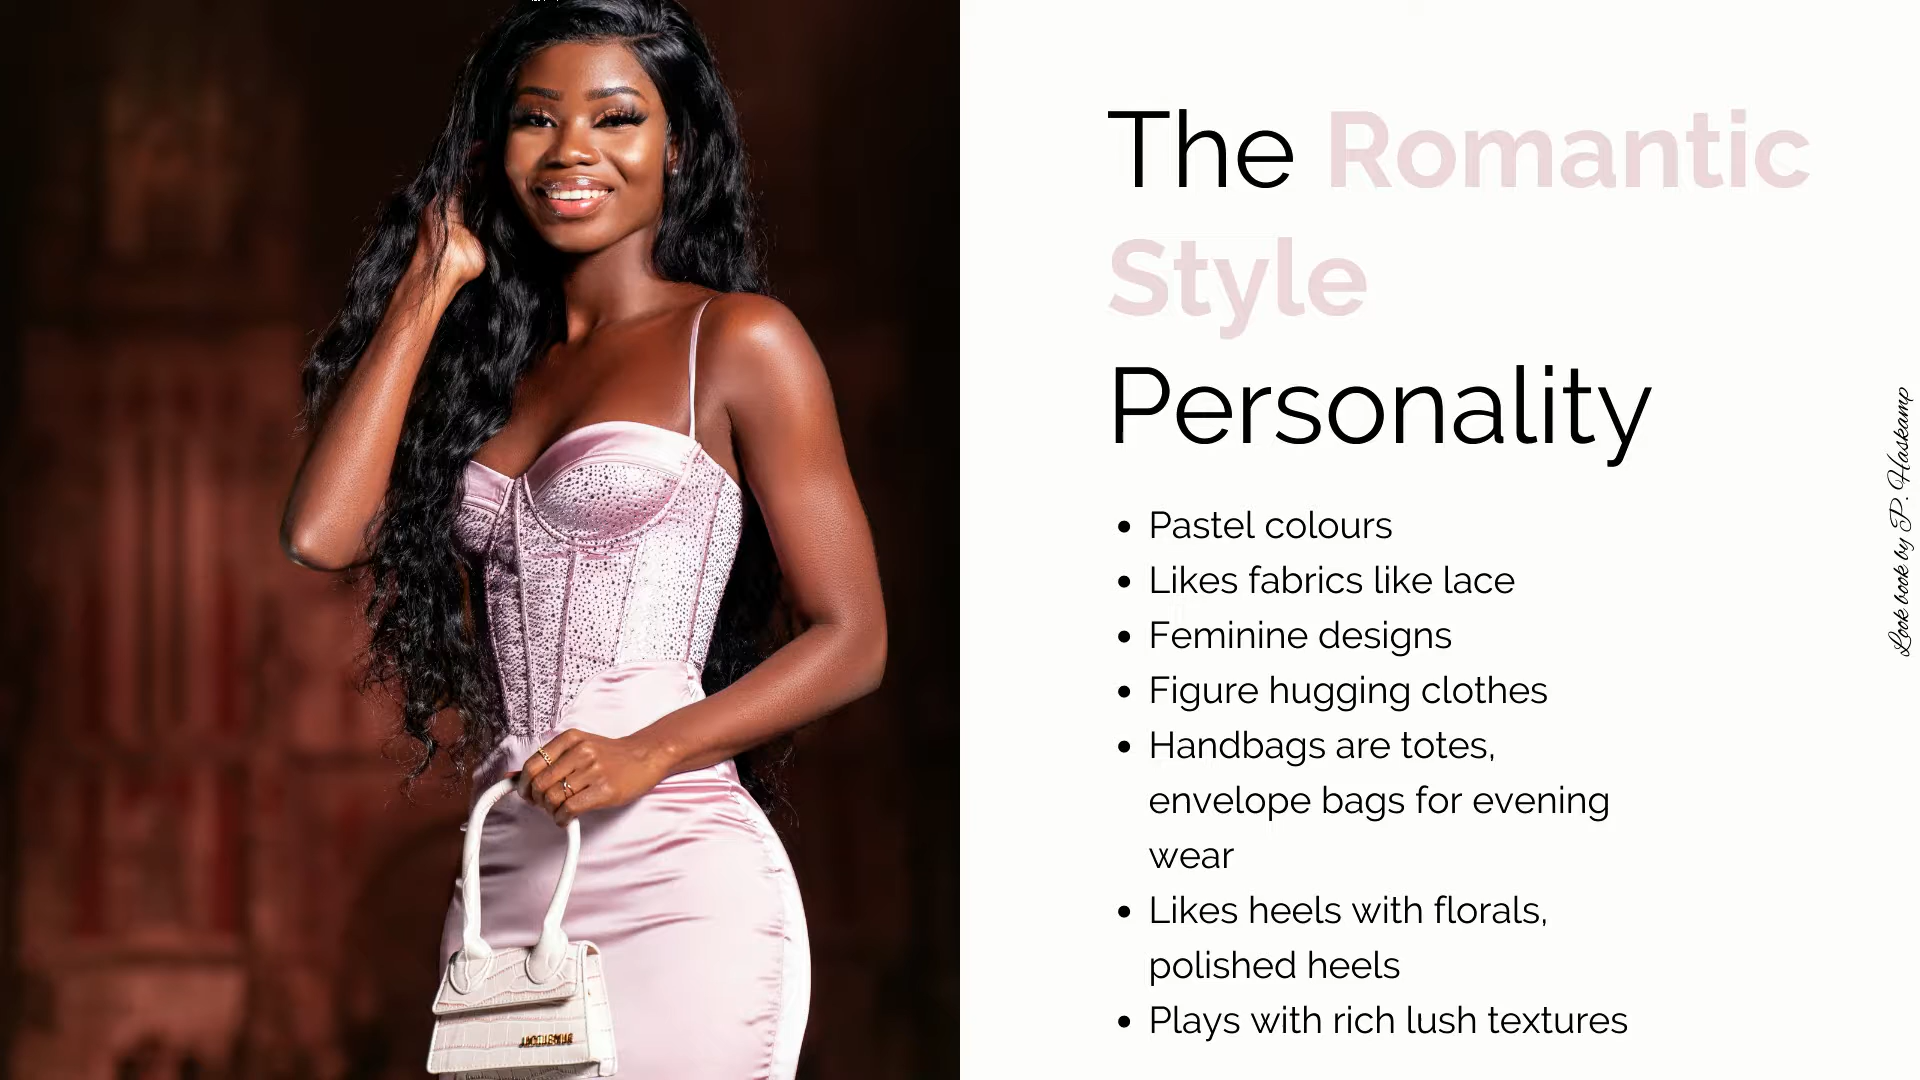 The Romantic
Style
Personality
• Pastel colours
• Likes fabrics like lace
• Feminine designs
• Figure hugging clothes
• Handbags are totes,
envelope bags for evening
wear
• Likes heels with florals,
polished heels
• Plays with rich lush textures
Look book by P. Haskamp